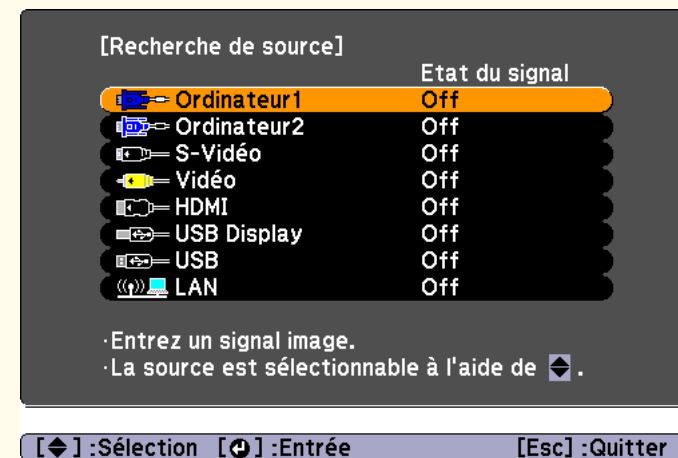 [Recherche de source]
Etat du signal
Ordinateur1 Off
Ordinateur2 Off
S-Vidéo Off
Vidéo Off
HDMI Off
USB Display Off
USB Off
LAN Off
·Entrez un signal image.
·La source est sélectionnable à l'aide de .
[ ] :Sélection [ ] :Entrée [Esc] :Quitter